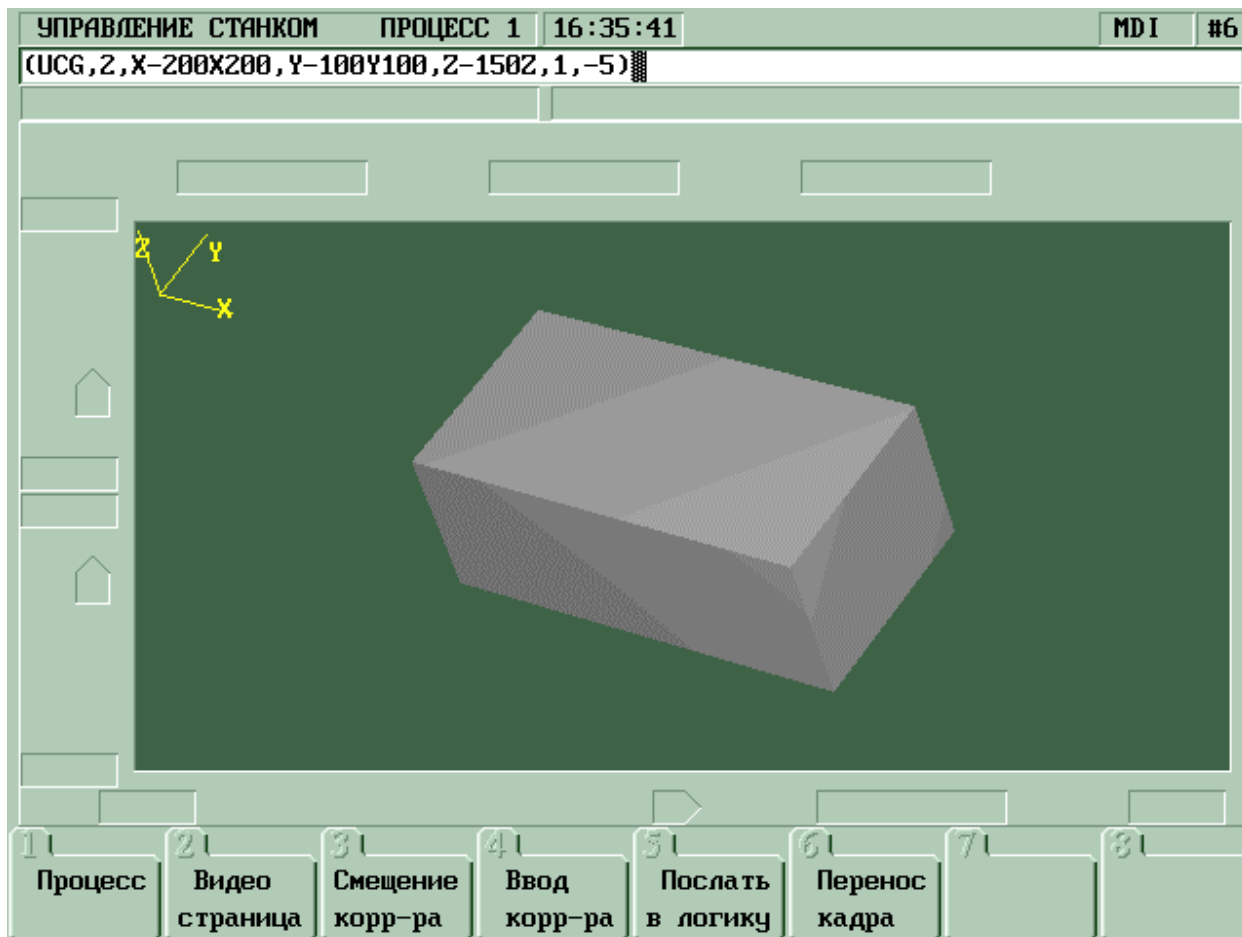 УПРАВЛЕНИЕ СТАНКОМ ПРОЦЕСС 1 16:35:41 MDI #6
(UCG,2,X-200X200,Y-100Y100,Z-150Z,1,-5)
Z Y
X
1 2 3 4 5 6 7 8
Процесс Видео Смещение Ввод Послать Перенос
страница корр-ра корр-ра в логику кадра